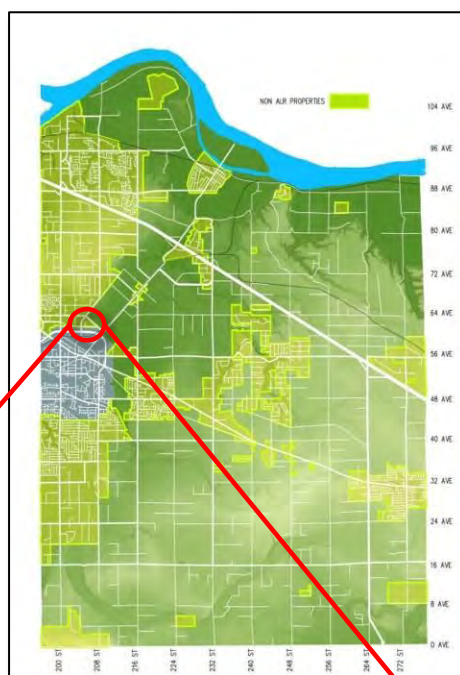 NON ALR PROPERTIES
104 AVE
96 AVE
88 AVE
80 AVE
72 AVE
64 AVE
56 AVE
48 AVE
40 AVE
32 AVE
24 AVE
16 AVE
8 AVE
0 AVE
200 ST
208 ST
216 ST
224 ST
232 ST
240 ST
248 ST
256 ST
264 ST
272 ST